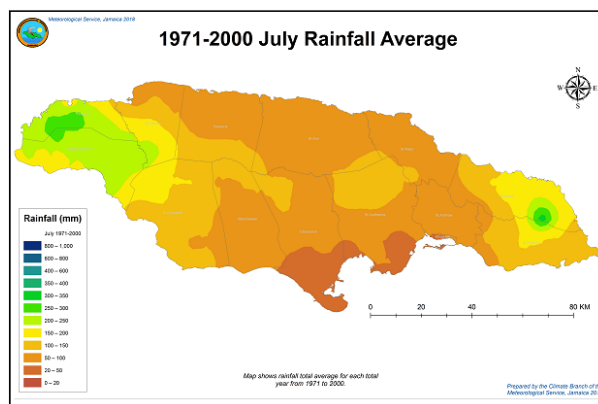 Meteorological Service, Jamaica 2018
1971-2000 July Rainfall Average
N
W
E
S
Rainfall (mm)
July 1971-2000
800 – 1,000
600 – 800
400 – 600
350 – 400
300 – 350
250 – 300
200 – 250
150 – 200
100 – 150
50 – 100
20 – 50
0 – 20
0 20 40 80 KM
Map shows rainfall total average for each total
year from 1971 to 2000.
Prepared by the Climate Branch of th
Meteorological Service, Jamaica 20